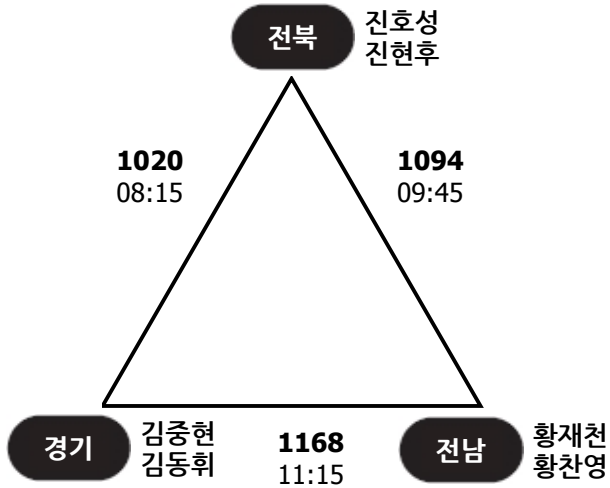 전북
진호성
진현후
1020
08:15
1094
09:45
경기
김중현
김동휘
1168
11:15
전남
황재천
황찬영